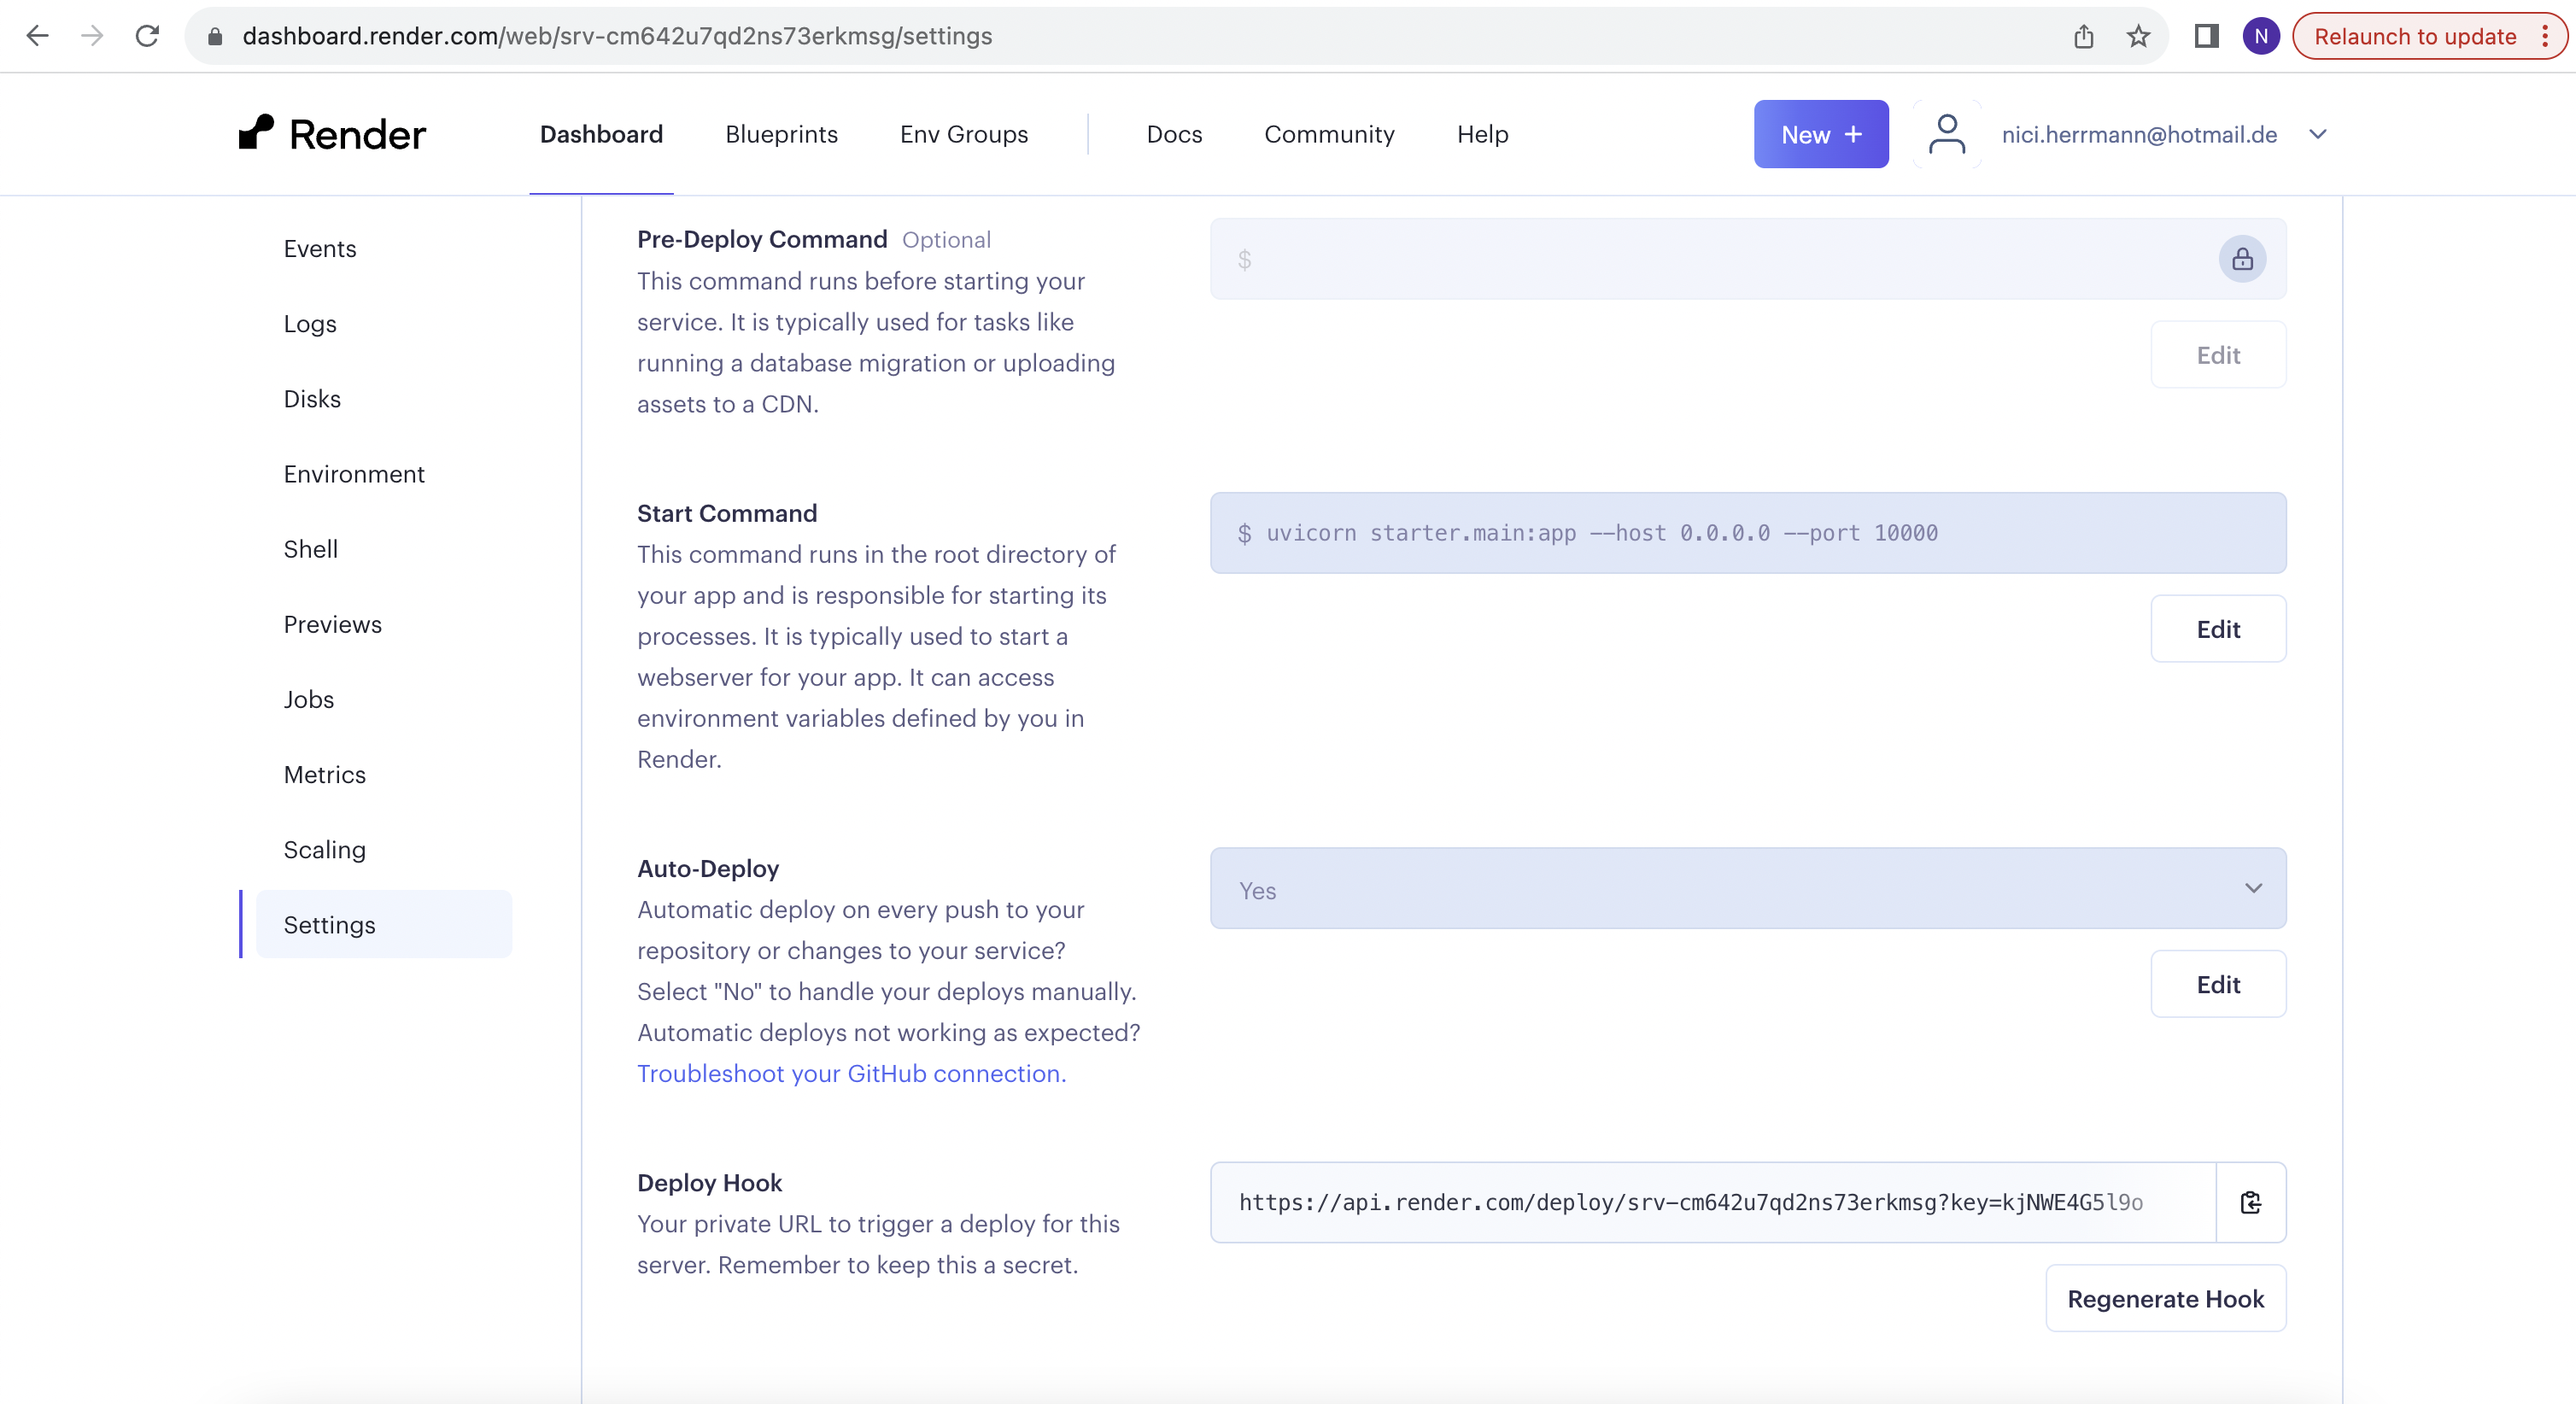 dashboard.render.com/web/srv-cm642u7qd2ns73erkmsg/settings
N
Relaunch to update
Render
Dashboard
Blueprints
Env Groups
Docs
Community
Help
New +
nici.herrmann@hotmail.de
Events
Logs
Disks
Environment
Shell
Previews
Jobs
Metrics
Scaling
Settings
Pre-Deploy Command Optional
This command runs before starting your
service. It is typically used for tasks like
running a database migration or uploading
assets to a CDN.
$
Edit
Start Command
This command runs in the root directory of
your app and is responsible for starting its
processes. It is typically used to start a
webserver for your app. It can access
environment variables defined by you in
Render.
$ uvicorn starter.main:app --host 0.0.0.0 --port 10000
Edit
Auto-Deploy
Automatic deploy on every push to your
repository or changes to your service?
Select "No" to handle your deploys manually.
Automatic deploys not working as expected?
Troubleshoot your GitHub connection.
Yes
Edit
Deploy Hook
Your private URL to trigger a deploy for this
server. Remember to keep this a secret.
https://api.render.com/deploy/srv-cm642u7qd2ns73erkmsg?key=kjNWE4G5l9o
Regenerate Hook